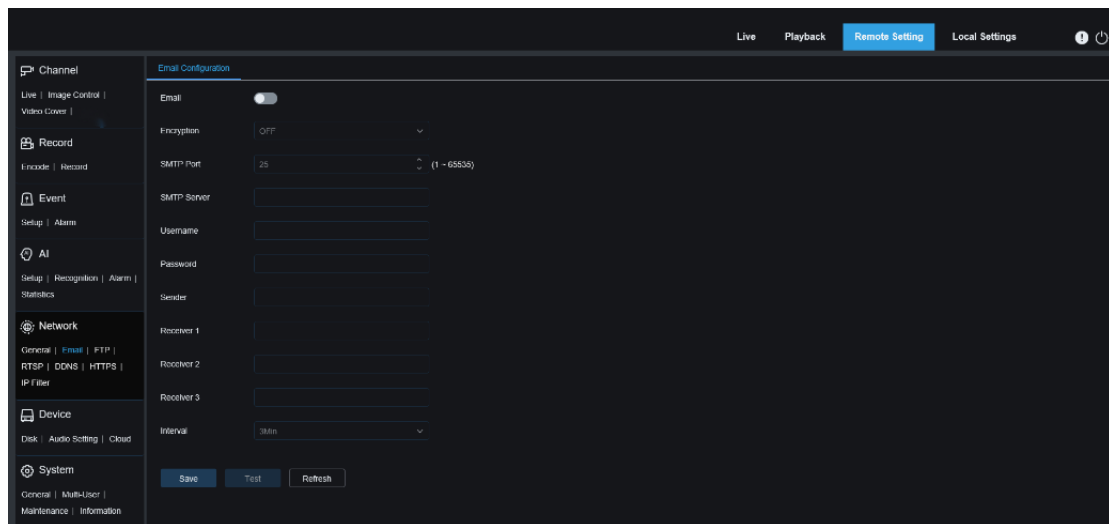 Live Playback Remote Setting Local Settings
Channel
Live | Image Control |
Video Cover |
Record
Encode | Record
Event
Setup | Alarm
AI
Setup | Recognition | Alarm |
Statistics
Network
General | Email | FTP |
RTSP | DDNS | HTTPS |
IP Filter
Device
Disk | Audio Setting | Cloud
System
General | Multi-User |
Maintenance | Information
Email Configuration
Email
Encryption OFF
SMTP Port 25 (1 ~ 65535)
SMTP Server
Username
Password
Sender
Receiver 1
Receiver 2
Receiver 3
Interval 3Min
Save Test Refresh